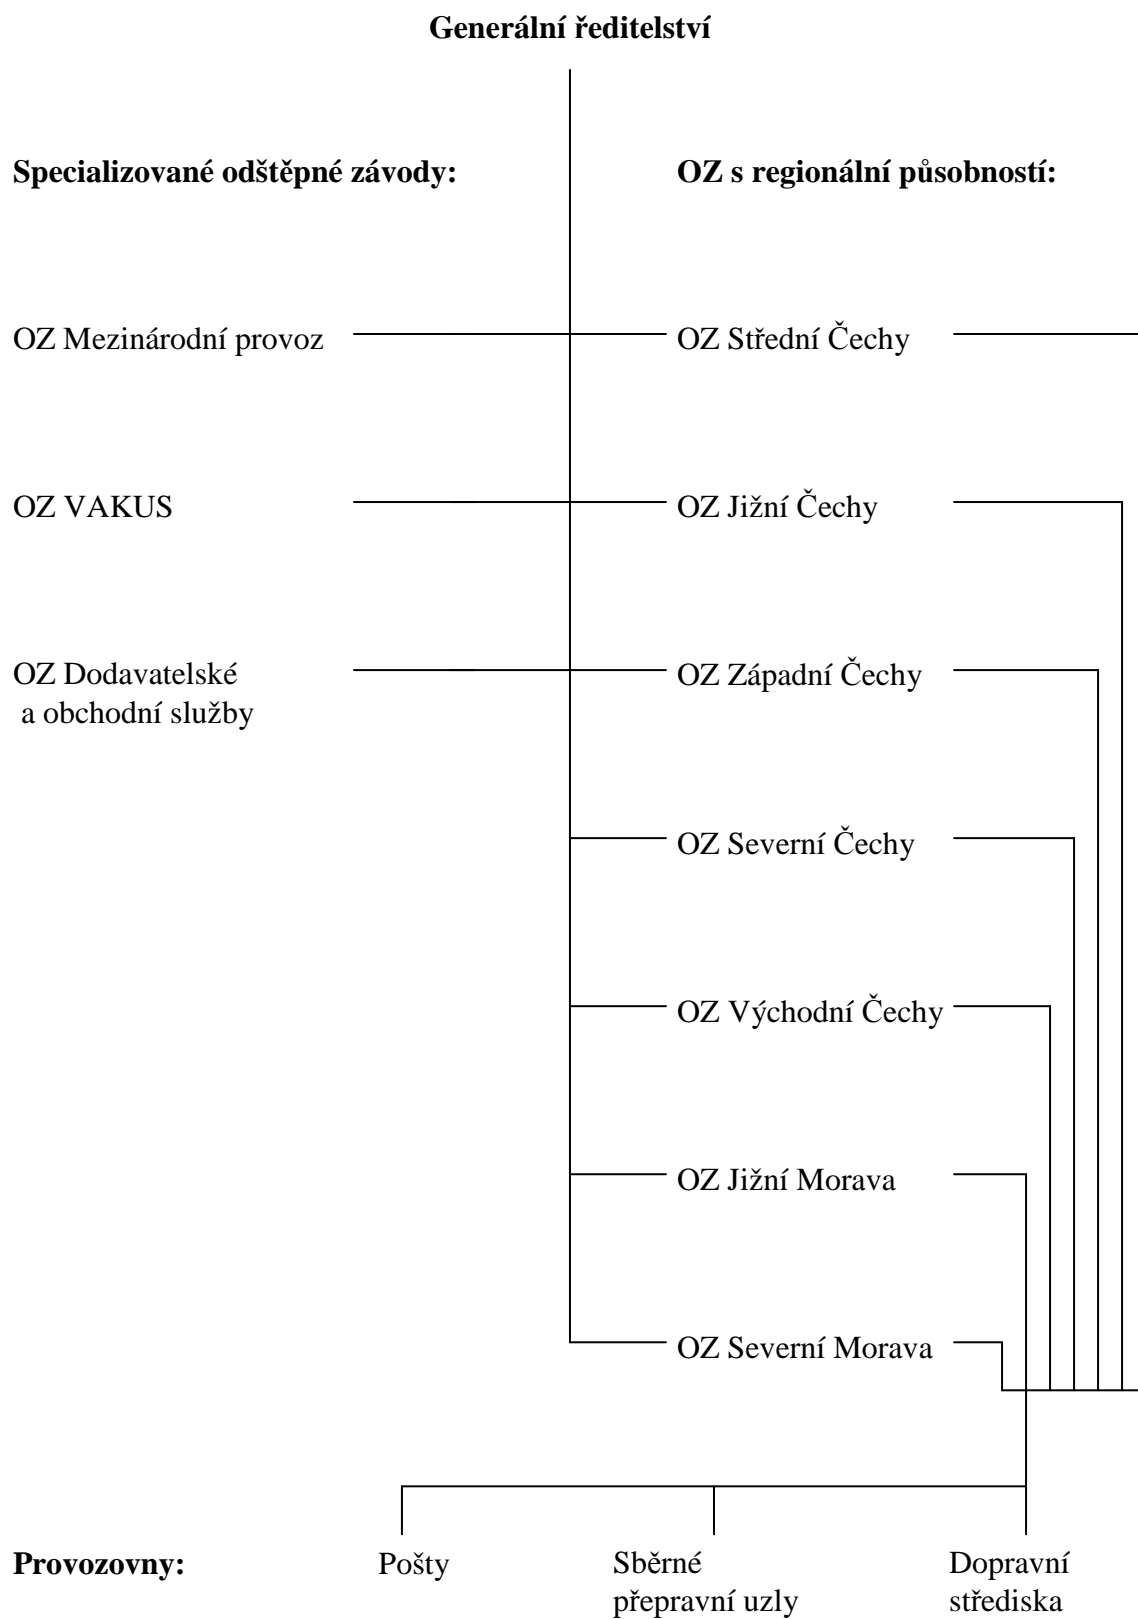 Generální ředitelství
Specializované odštěpné závody:
OZ s regionální působností:
OZ Mezinárodní provoz
OZ Střední Čechy
OZ VAKUS
OZ Jižní Čechy
OZ Dodavatelské
a obchodní služby
OZ Západní Čechy
OZ Severní Čechy
OZ Východní Čechy
OZ Jižní Morava
OZ Severní Morava
Provozovny:
Pošty
Sběrné
přepravní uzly
Dopravní
střediska